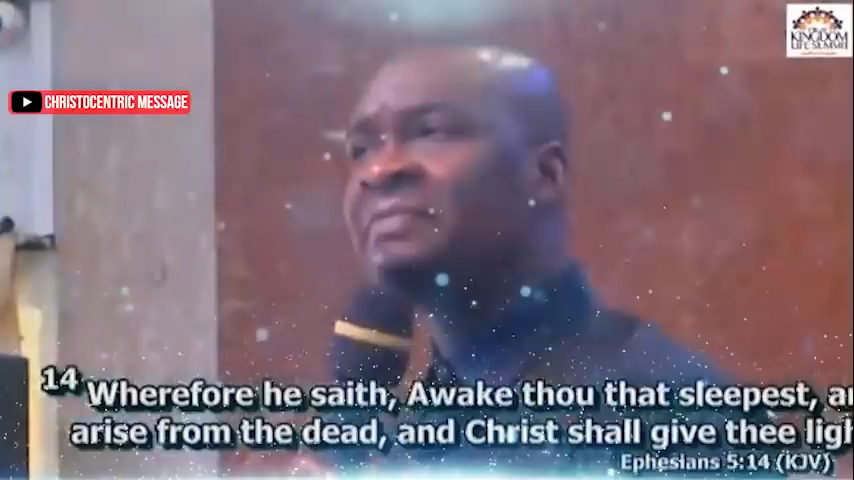 KINGDOM
LIFE SUMMIT
CHRISTOCENTRIC MESSAGE
14 Wherefore he saith, Awake thou that sleepest, an
arise from the dead, and Christ shall give thee ligh
Ephesians 5:14 (KJV)